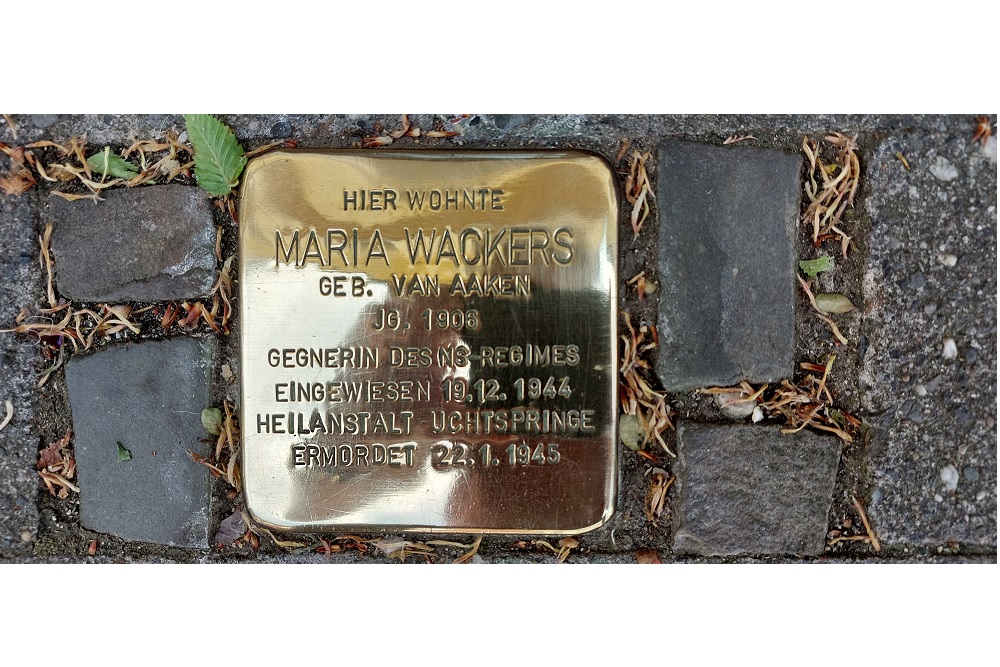 HIER WOHNTE
MARIA WACKERS
GEB. VAN AAKEN
JG. 1906
GEGNERIN DES NS-REGIMES
EINGEWIESEN 19.12.1944
HEILANSTALT UCHTSPRINGE
ERMORDET 22.1.1945